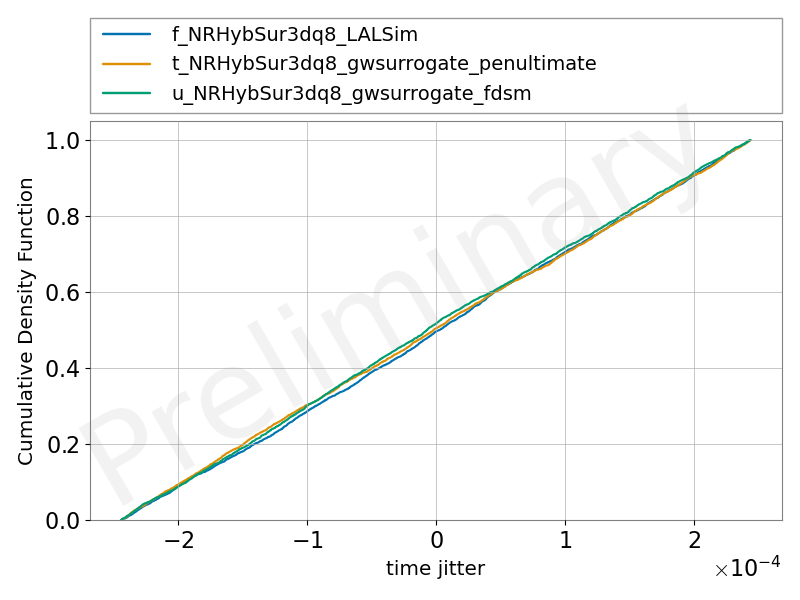 f_NRHybSur3dq8_LALSim
t_NRHybSur3dq8_gwsurrogate_penultimate
u_NRHybSur3dq8_gwsurrogate_fdsm
Preliminary
Cumulative Density Function
1.0
0.8
0.6
0.4
0.2
0.0
−2 −1 0 1 2
time jitter
×10⁻⁴